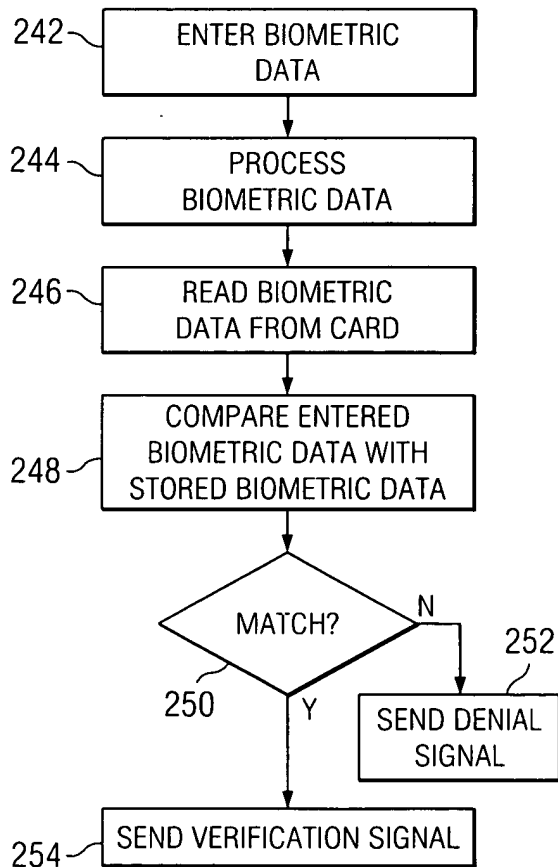 242
ENTER BIOMETRIC
DATA
244
PROCESS
BIOMETRIC DATA
246
READ BIOMETRIC
DATA FROM CARD
248
COMPARE ENTERED
BIOMETRIC DATA WITH
STORED BIOMETRIC DATA
MATCH?
N
250
Y
252
SEND DENIAL
SIGNAL
254
SEND VERIFICATION SIGNAL